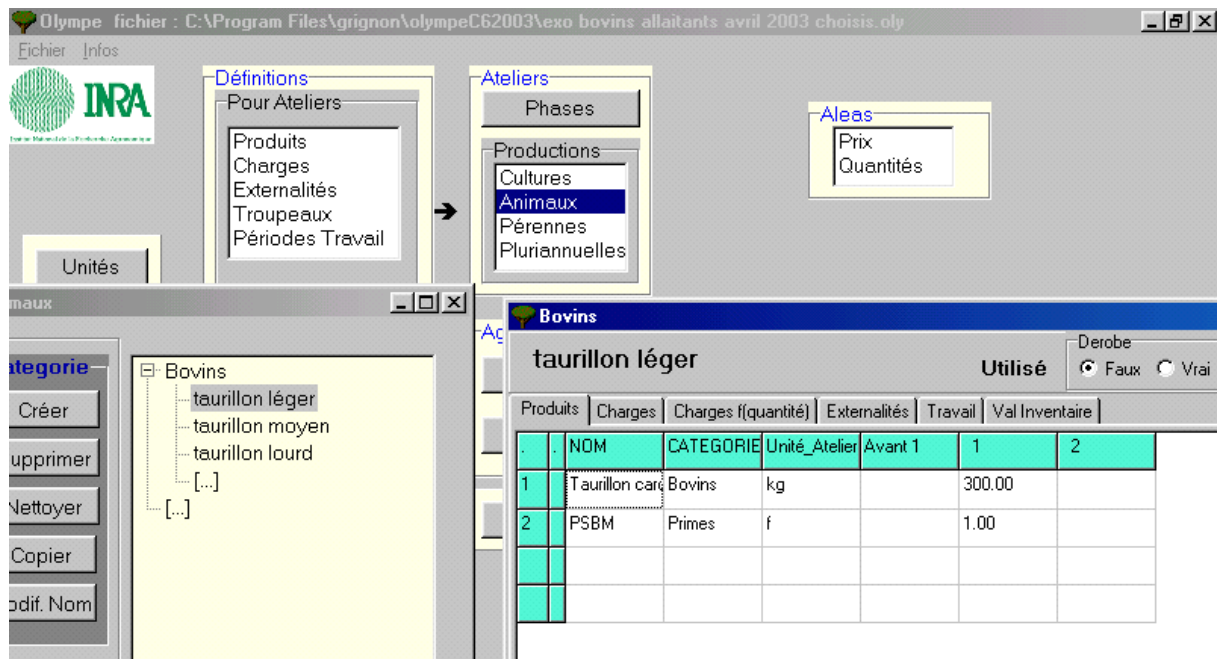 Olympe fichier : C:\Program Files\grignon\olympeC62003\exo bovins allaitants avril 2003 choisis.oly
Fichier Infos
INRA
Définitions
Pour Ateliers
Produits
Charges
Externalités
Troupeaux
Périodes Travail
Unités
Ateliers
Phases
Productions
Cultures
Animaux
Pérennes
Pluriannuelles
Aleas
Prix
Quantités
maux
ategorie
Créer
upprimer
Nettoyer
Copier
odif. Nom
Bovins
taurillon léger
taurillon moyen
taurillon lourd
[...]
[...]
Ag
Bovins
taurillon léger
Utilisé
Derobe
Faux Vrai
Produits Charges Charges f(quantité) Externalités Travail Val Inventaire
. . NOM CATEGORIE Unité_Atelier Avant 1 1 2
1 Taurillon carc Bovins kg 300.00
2 PSBM Primes f 1.00